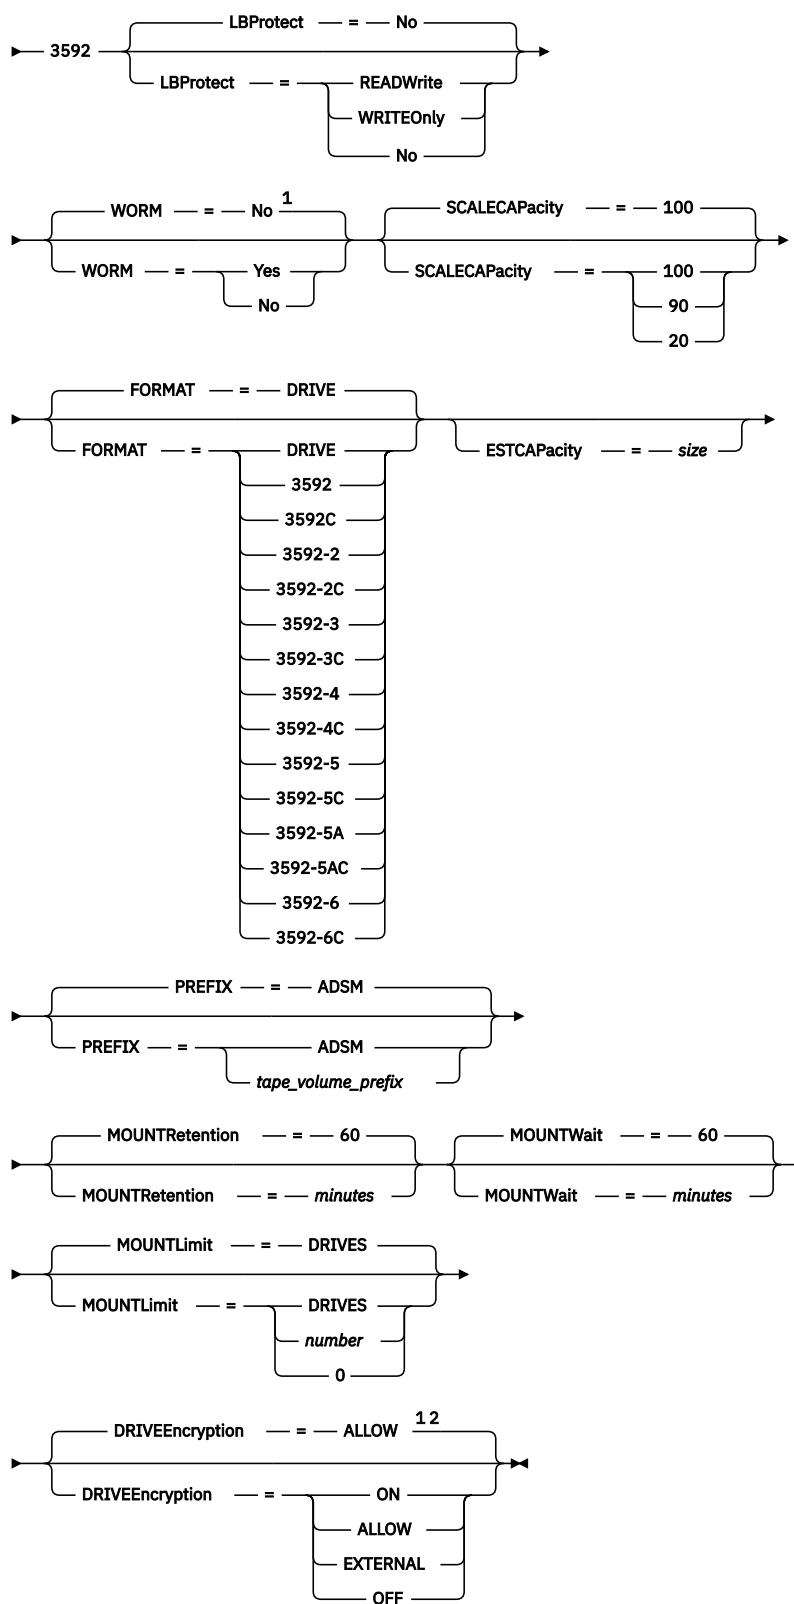 LBProtect = No
3592
LBProtect = READWrite
WRITEOnly
No
WORM = No 1 SCALECAPacity = 100
WORM = Yes SCALECAPacity = 100
No 90
20
FORMAT = DRIVE
FORMAT = DRIVE ESTCAPacity = size
3592
3592C
3592-2
3592-2C
3592-3
3592-3C
3592-4
3592-4C
3592-5
3592-5C
3592-5A
3592-5AC
3592-6
3592-6C
PREFIX = ADSM
PREFIX = ADSM
tape_volume_prefix
MOUNTRetention = 60 MOUNTWait = 60
MOUNTRetention = minutes MOUNTWait = minutes
MOUNTLimit = DRIVES
MOUNTLimit = DRIVES
number
0
DRIVEEncryption = ALLOW 1 2
DRIVEEncryption = ON
ALLOW
EXTERNAL
OFF